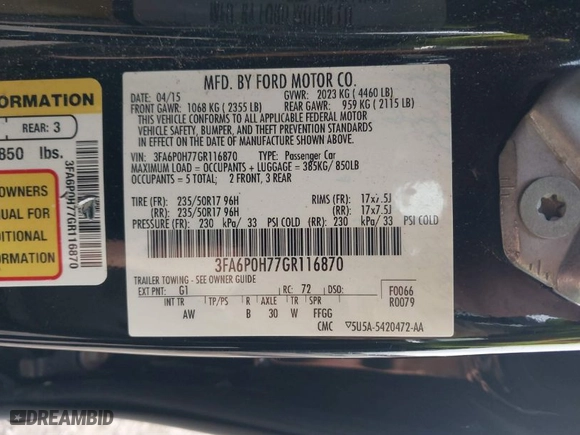 MFD. BY FORD MOTOR CO.
DATE: 04/15 GVWR: 2023 KG ( 4460 LB)
FRONT GAWR: 1068 KG ( 2355 LB) REAR GAWR: 959 KG ( 2115 LB)
THIS VEHICLE CONFORMS TO ALL APPLICABLE FEDERAL MOTOR
VEHICLE SAFETY, BUMPER, AND THEFT PREVENTION STANDARDS
IN EFFECT ON THE DATE OF MANUFACTURE SHOWN ABOVE.
VIN: 3FA6P0H77GR116870 TYPE: Passenger Car
MAXIMUM LOAD = OCCUPANTS + LUGGAGE = 385KG/ 850LB
OCCUPANTS = 5 TOTAL: 2 FRONT, 3 REAR
TIRE (FR): 235/50R17 96H RIMS (FR): 17x7.5J
(RR): 235/50R17 96H (RR): 17x7.5J
PRESSURE (FR): 230 kPa/ 33 PSI COLD (RR): 230 kPa/ 33 PSI COLD
3FA6P0H77GR116870
TRAILER TOWING - SEE OWNER GUIDE
EXT PNT: G1 RC: 72 DSO: F0066
INT TR TP/PS R AXLE TR SPR R0079
AW B 30 W FFGG
CMC 5U5A-5420472-AA
FORMATION
REAR: 3
850 lbs.
OWNERS
NUAL FOR
DITIONAL
ORMATION
3FA6P0H77GR116870
DREAMBID